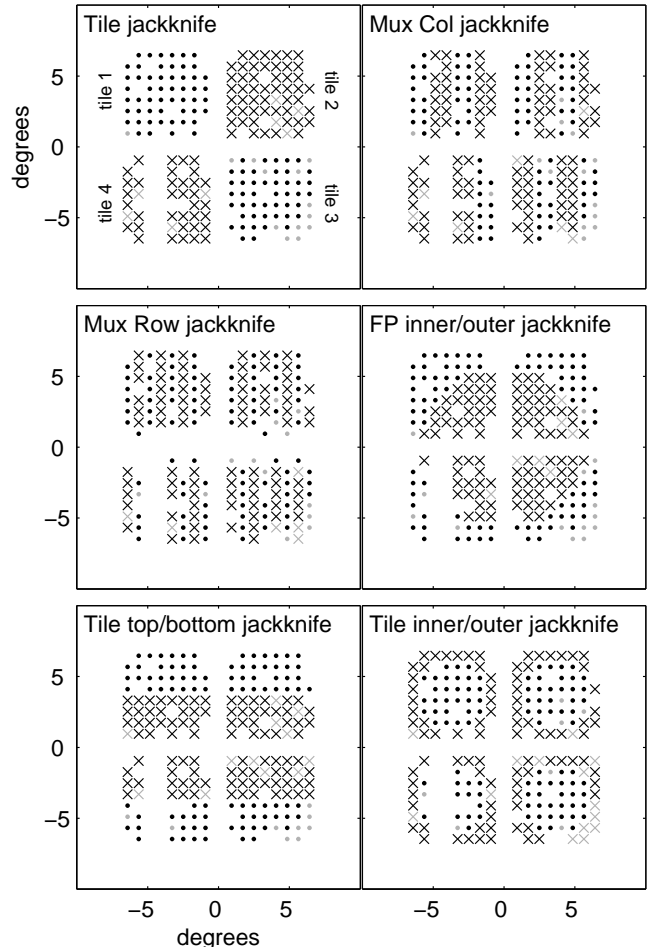 Tile jackknife
Mux Col jackknife
tile 1
tile 2
tile 4
tile 3
5
0
−5
degrees
Mux Row jackknife
FP inner/outer jackknife
5
0
−5
Tile top/bottom jackknife
Tile inner/outer jackknife
5
0
−5
−5 0 5
−5 0 5
degrees